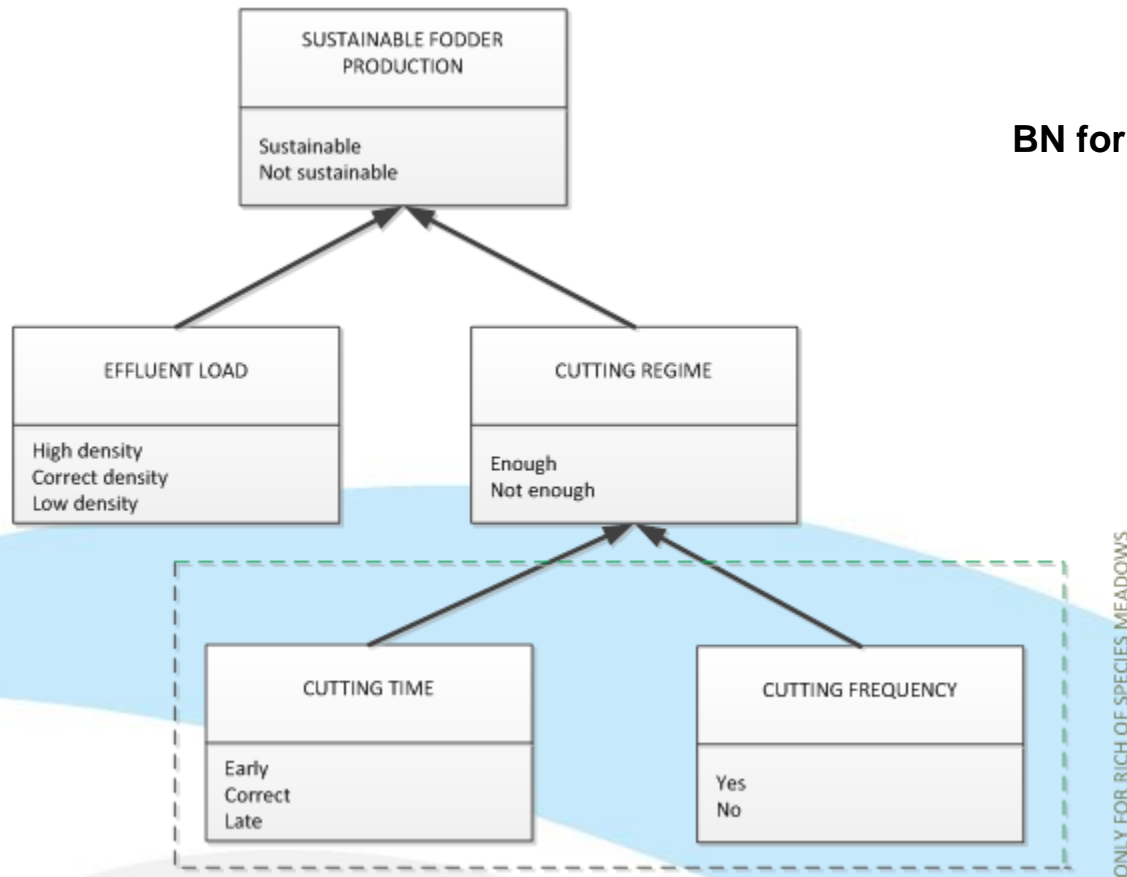 SUSTAINABLE FODDER
PRODUCTION
Sustainable
Not sustainable
BN for
EFFLUENT LOAD
High density
Correct density
Low density
CUTTING REGIME
Enough
Not enough
CUTTING TIME
Early
Correct
Late
CUTTING FREQUENCY
Yes
No
ONLY FOR RICH OF SPECIES MEADOWS